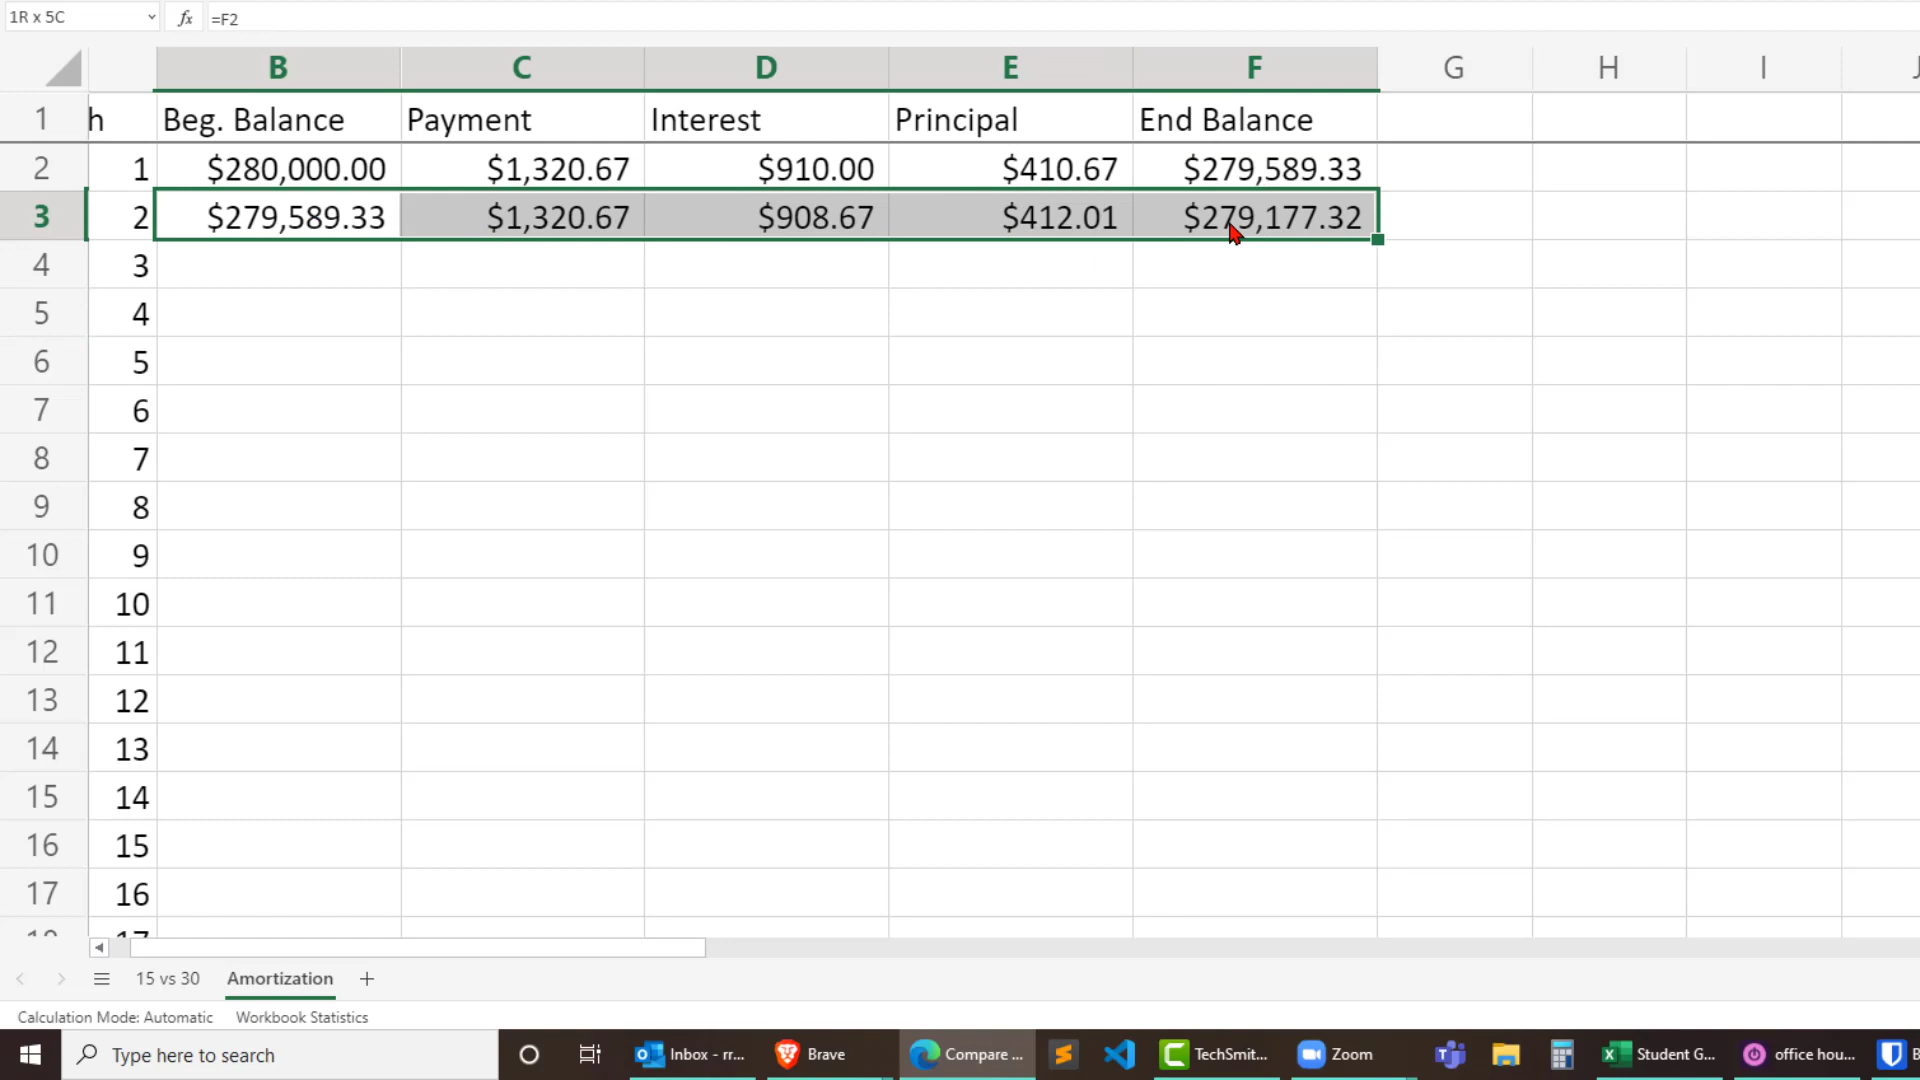 1R x 5C fx =F2
B C D E F G H I J
1 h Beg. Balance Payment Interest Principal End Balance
2 1 $280,000.00 $1,320.67 $910.00 $410.67 $279,589.33
3 2 $279,589.33 $1,320.67 $908.67 $412.01 $279,177.32
4 3
5 4
6 5
7 6
8 7
9 8
10 9
11 10
12 11
13 12
14 13
15 14
16 15
17 16
18 17
15 vs 30 Amortization +
Calculation Mode: Automatic Workbook Statistics
Type here to search Inbox - rr... Brave Compare ... TechSmit... Zoom Student G... office hou... B